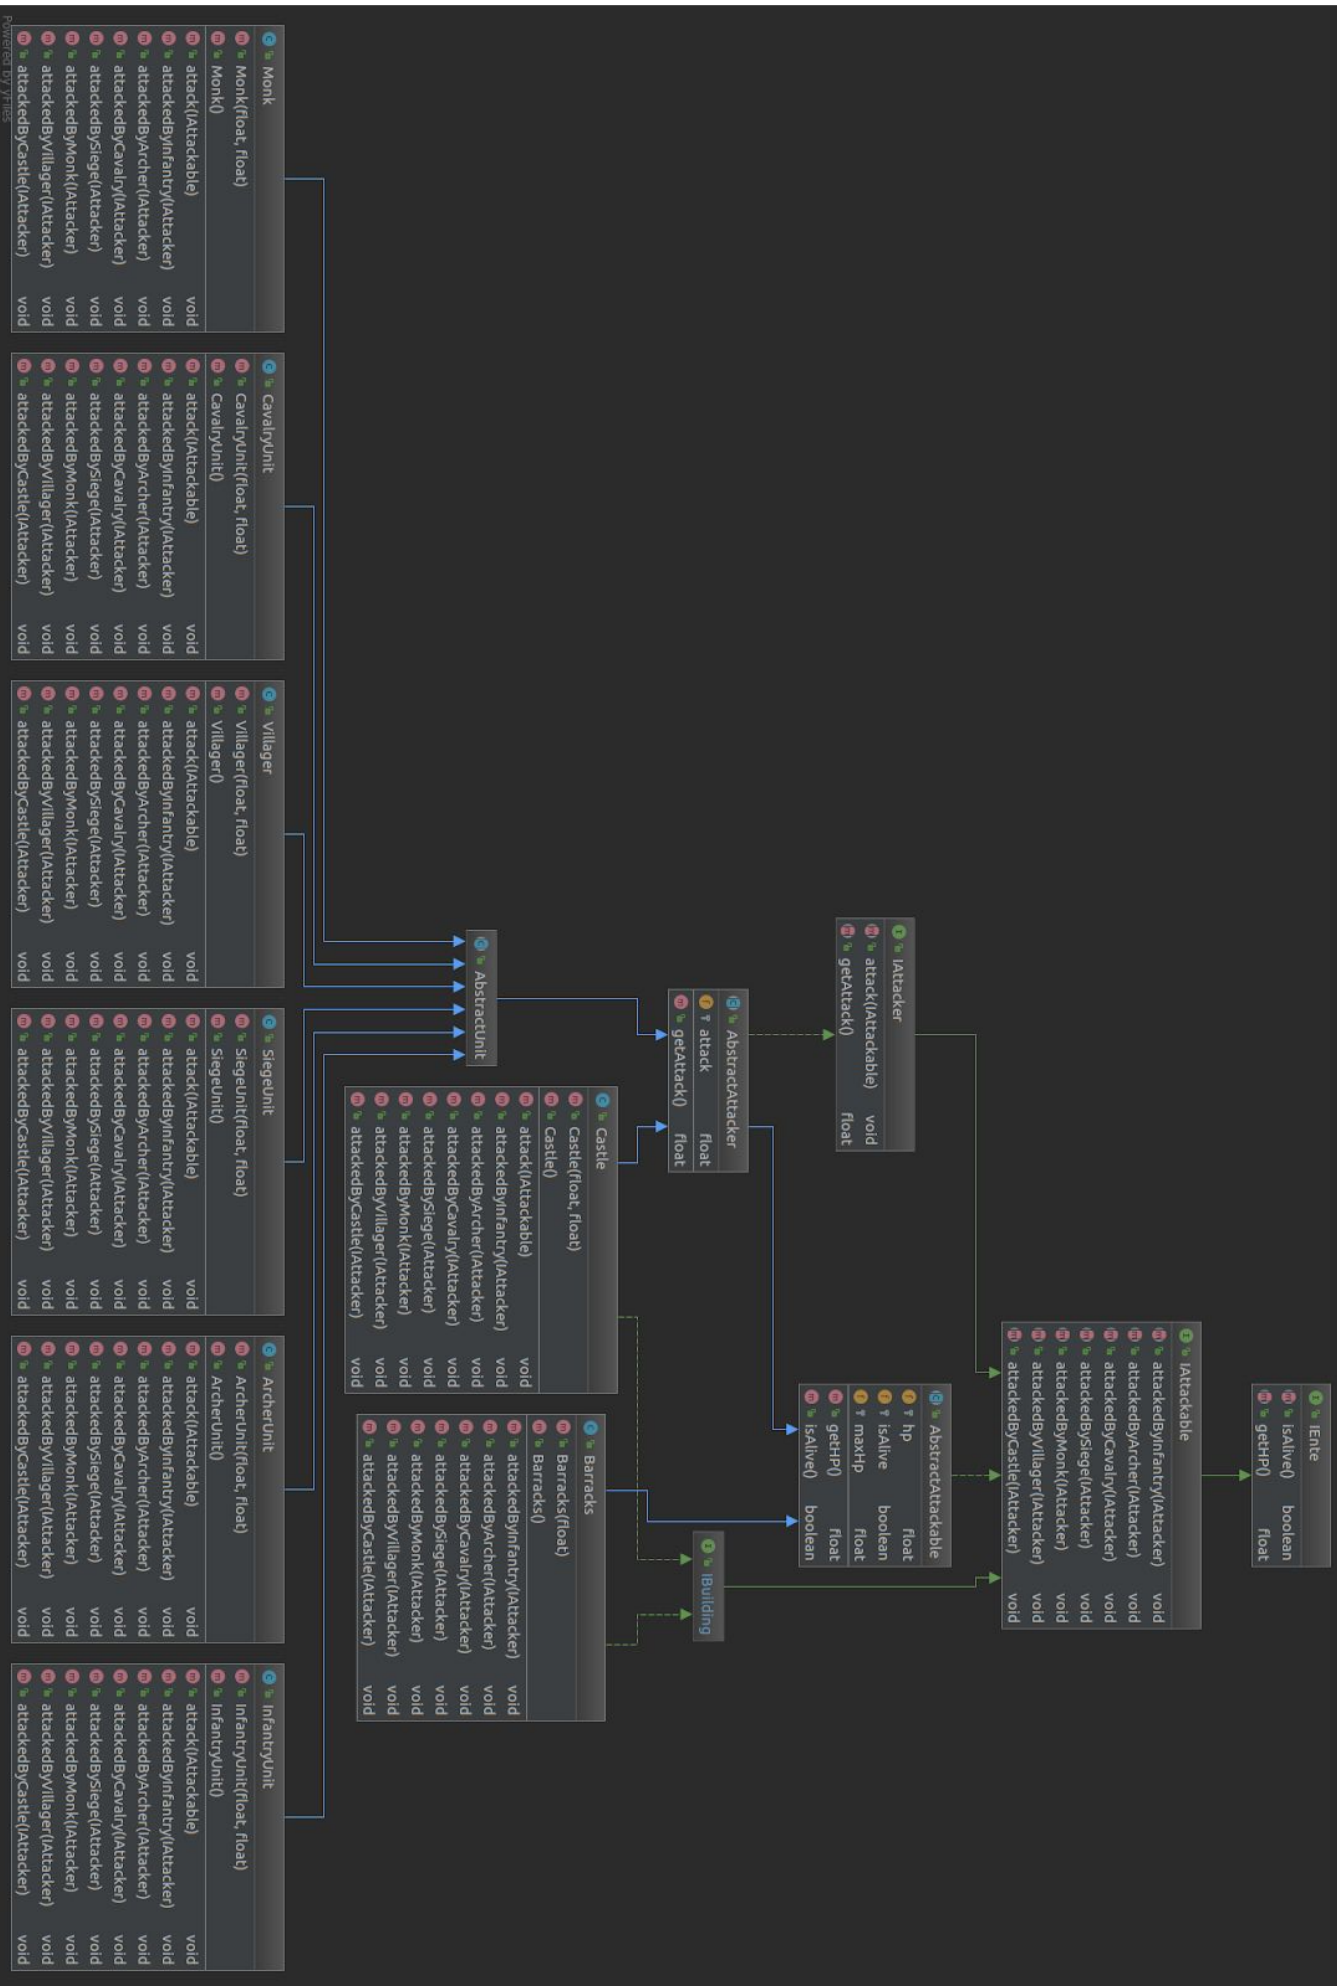 IEnte
isAlive() boolean
getHP() float
IAttackable
attackedByInfantry(IAttacker) void
attackedByArcher(IAttacker) void
attackedByCavalry(IAttacker) void
attackedBySiege(IAttacker) void
attackedByMonk(IAttacker) void
attackedByVillager(IAttacker) void
attackedByCastle(IAttacker) void
IAttacker
attack(IAttackable) void
getAttack() float
AbstractAttackable
hp float
isAlive boolean
maxHp float
getHP() float
isAlive() boolean
AbstractAttacker
attack float
getAttack() float
IBuilding
AbstractUnit
Castle
Castle(float, float)
Castle()
attack(IAttackable) void
attackedByInfantry(IAttacker) void
attackedByArcher(IAttacker) void
attackedByCavalry(IAttacker) void
attackedBySiege(IAttacker) void
attackedByMonk(IAttacker) void
attackedByVillager(IAttacker) void
attackedByCastle(IAttacker) void
Barracks
Barracks(float)
Barracks()
attackedByInfantry(IAttacker) void
attackedByArcher(IAttacker) void
attackedByCavalry(IAttacker) void
attackedBySiege(IAttacker) void
attackedByMonk(IAttacker) void
attackedByVillager(IAttacker) void
attackedByCastle(IAttacker) void
Monk
Monk(float, float)
Monk()
attack(IAttackable) void
attackedByInfantry(IAttacker) void
attackedByArcher(IAttacker) void
attackedByCavalry(IAttacker) void
attackedBySiege(IAttacker) void
attackedByMonk(IAttacker) void
attackedByVillager(IAttacker) void
attackedByCastle(IAttacker) void
CavalryUnit
CavalryUnit(float, float)
CavalryUnit()
attack(IAttackable) void
attackedByInfantry(IAttacker) void
attackedByArcher(IAttacker) void
attackedByCavalry(IAttacker) void
attackedBySiege(IAttacker) void
attackedByMonk(IAttacker) void
attackedByVillager(IAttacker) void
attackedByCastle(IAttacker) void
Villager
Villager(float, float)
Villager()
attack(IAttackable) void
attackedByInfantry(IAttacker) void
attackedByArcher(IAttacker) void
attackedByCavalry(IAttacker) void
attackedBySiege(IAttacker) void
attackedByMonk(IAttacker) void
attackedByVillager(IAttacker) void
attackedByCastle(IAttacker) void
SiegeUnit
SiegeUnit(float, float)
SiegeUnit()
attack(IAttackable) void
attackedByInfantry(IAttacker) void
attackedByArcher(IAttacker) void
attackedByCavalry(IAttacker) void
attackedBySiege(IAttacker) void
attackedByMonk(IAttacker) void
attackedByVillager(IAttacker) void
attackedByCastle(IAttacker) void
ArcherUnit
ArcherUnit(float, float)
ArcherUnit()
attack(IAttackable) void
attackedByInfantry(IAttacker) void
attackedByArcher(IAttacker) void
attackedByCavalry(IAttacker) void
attackedBySiege(IAttacker) void
attackedByMonk(IAttacker) void
attackedByVillager(IAttacker) void
attackedByCastle(IAttacker) void
InfantryUnit
InfantryUnit(float, float)
InfantryUnit()
attack(IAttackable) void
attackedByInfantry(IAttacker) void
attackedByArcher(IAttacker) void
attackedByCavalry(IAttacker) void
attackedBySiege(IAttacker) void
attackedByMonk(IAttacker) void
attackedByVillager(IAttacker) void
attackedByCastle(IAttacker) void
Powered by yFiles